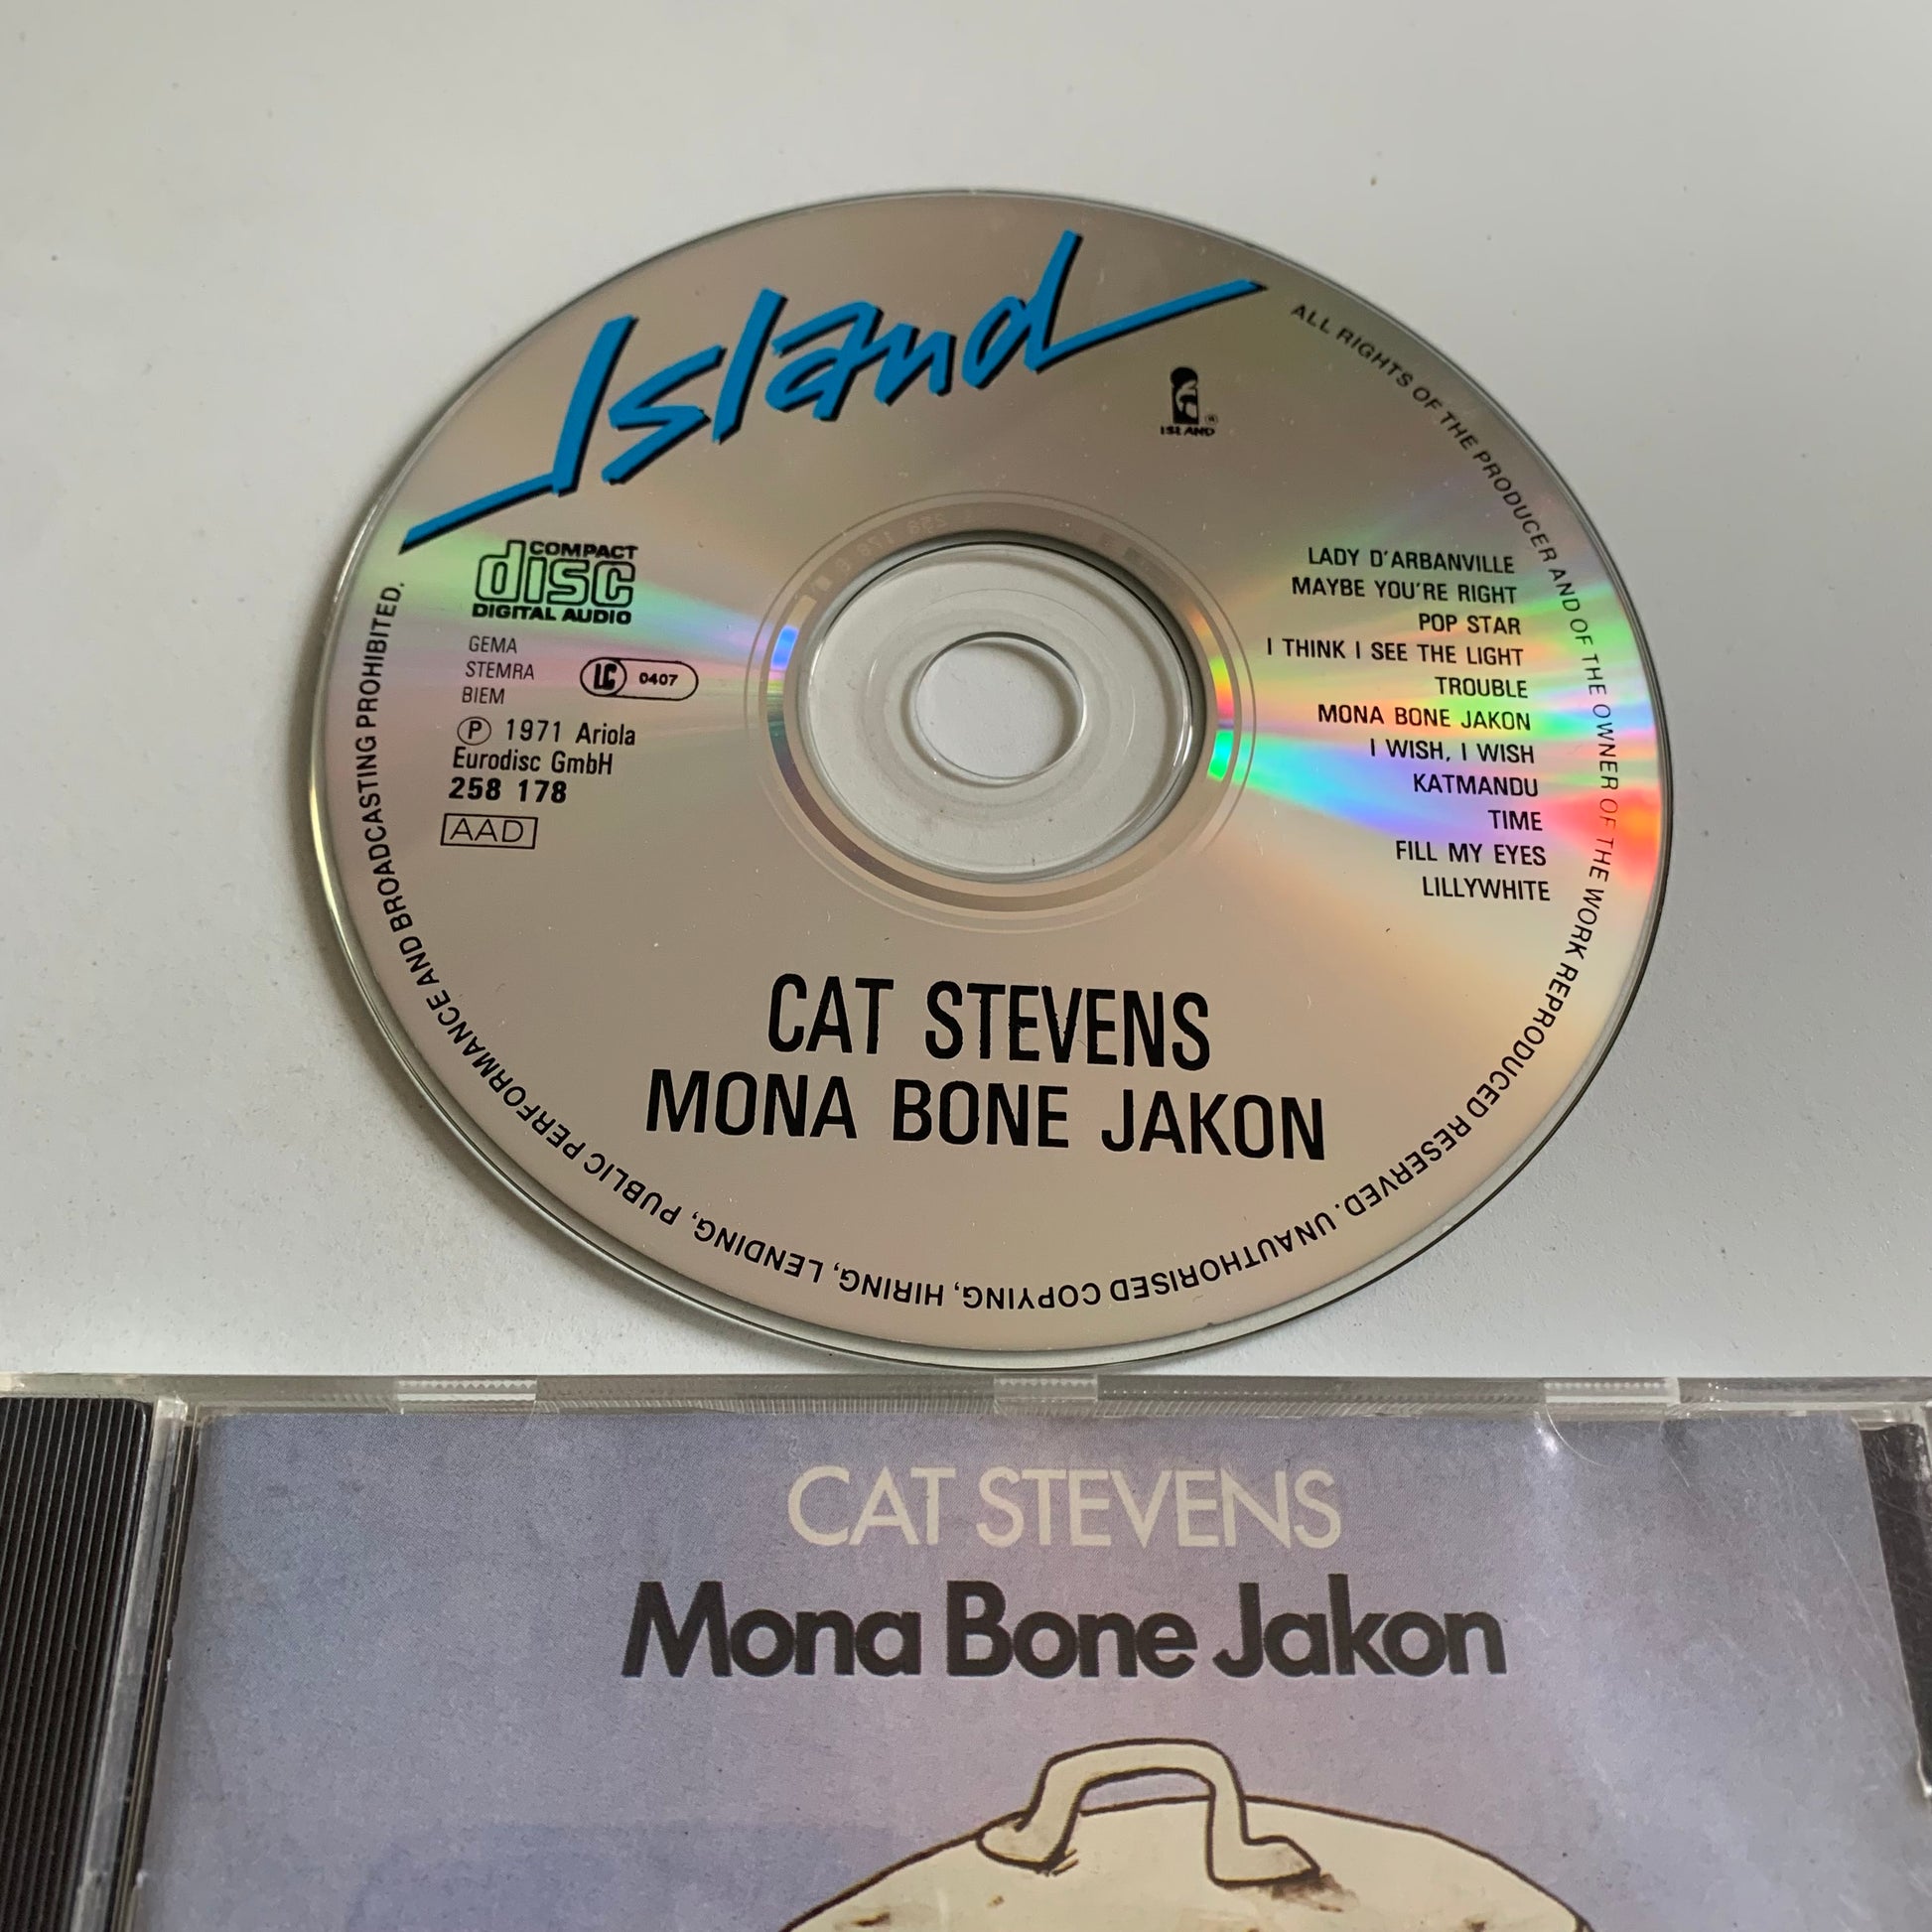 Island
ISLAND ®
COMPACT
disc
DIGITAL AUDIO
GEMA
STEMRA
BIEM
LC 0407
Ⓟ 1971 Ariola
Eurodisc GmbH
258 178
AAD
LADY D'ARBANVILLE
MAYBE YOU'RE RIGHT
POP STAR
I THINK I SEE THE LIGHT
TROUBLE
MONA BONE JAKON
I WISH, I WISH
KATMANDU
TIME
FILL MY EYES
LILLYWHITE
CAT STEVENS
MONA BONE JAKON
ALL RIGHTS OF THE PRODUCER AND OF THE OWNER OF THE WORK REPRODUCED RESERVED. UNAUTHORISED COPYING, HIRING, LENDING, PUBLIC PERFORMANCE AND BROADCASTING PROHIBITED.
CAT STEVENS
Mona Bone Jakon